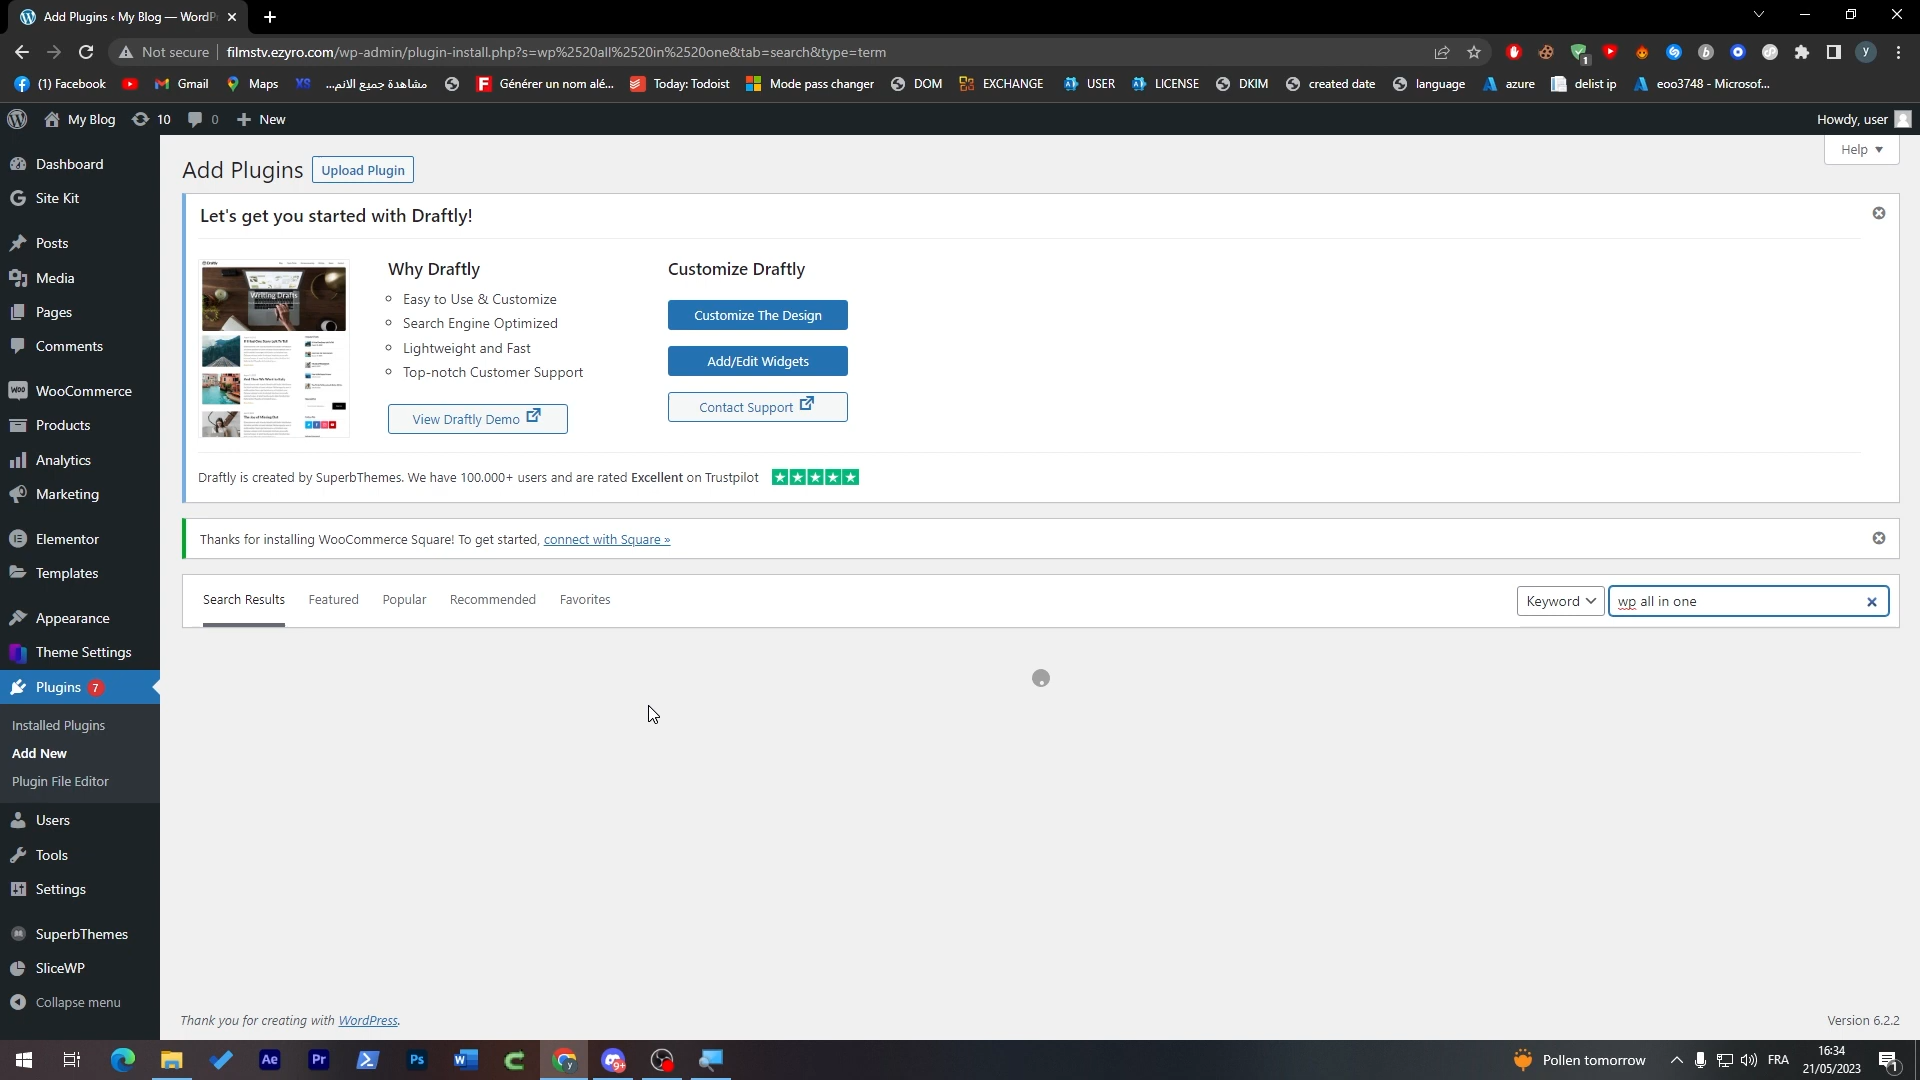 Add Plugins ‹ My Blog — WordPr
Not secure
filmstv.ezyro.com/wp-admin/plugin-install.php?s=wp%2520all%2520in%2520one&tab=search&type=term
(1) Facebook
Gmail
Maps
XS
مشاهدة جميع الانم...
Générer un nom alé...
Today: Todoist
Mode pass changer
DOM
EXCHANGE
USER
LICENSE
DKIM
created date
language
azure
delist ip
eoo3748 - Microsof...
My Blog
10
0
New
Howdy, user
Help
Dashboard
Site Kit
Posts
Media
Pages
Comments
WooCommerce
Products
Analytics
Marketing
Elementor
Templates
Appearance
Theme Settings
Plugins 7
Installed Plugins
Add New
Plugin File Editor
Users
Tools
Settings
SuperbThemes
SliceWP
Collapse menu
Add Plugins
Upload Plugin
Let's get you started with Draftly!
Writing Drafts
Why Draftly
Easy to Use & Customize
Search Engine Optimized
Lightweight and Fast
Top-notch Customer Support
View Draftly Demo
Customize Draftly
Customize The Design
Add/Edit Widgets
Contact Support
Draftly is created by SuperbThemes. We have 100.000+ users and are rated Excellent on Trustpilot
Thanks for installing WooCommerce Square! To get started, connect with Square »
Search Results
Featured
Popular
Recommended
Favorites
Keyword
wp all in one
Thank you for creating with WordPress.
Version 6.2.2
Pollen tomorrow
FRA
16:34
21/05/2023